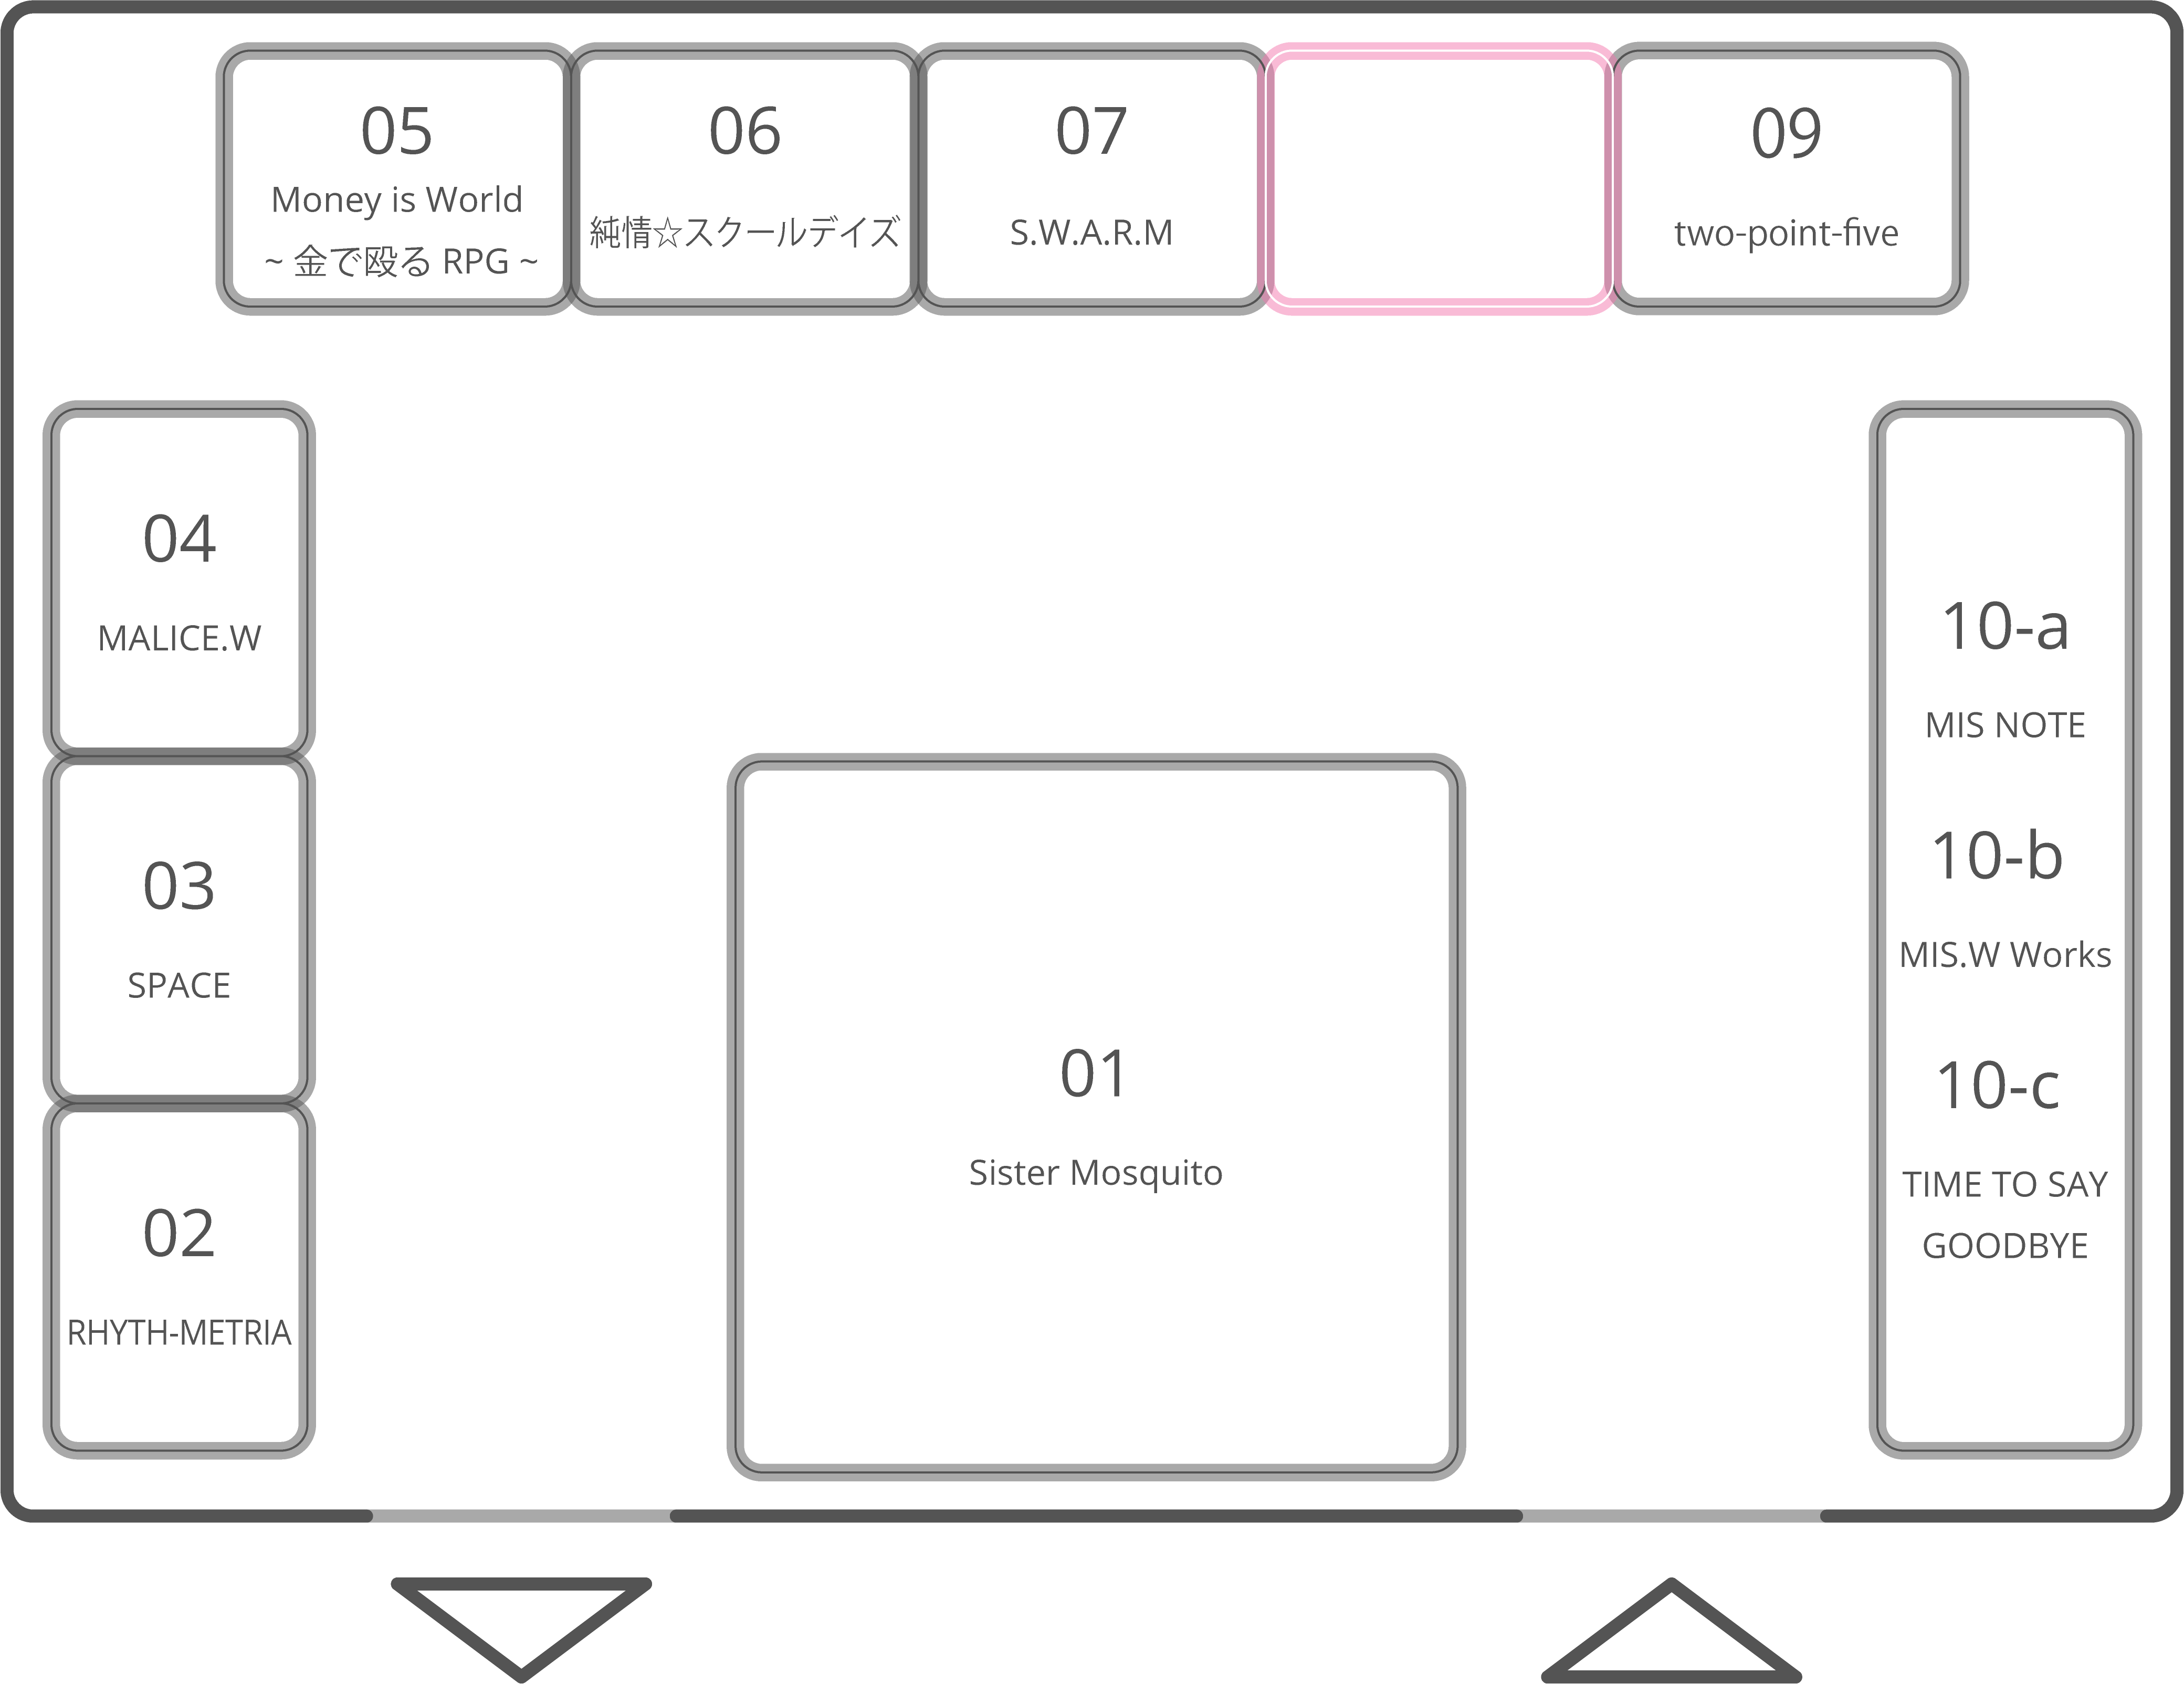 05
Money is World
~ 金で殴る RPG ~
06
純情☆スクールデイズ
07
S.W.A.R.M
09
two-point-five
04
MALICE.W
03
SPACE
02
RHYTH-METRIA
01
Sister Mosquito
10-a
MIS NOTE
10-b
MIS.W Works
10-c
TIME TO SAY
GOODBYE